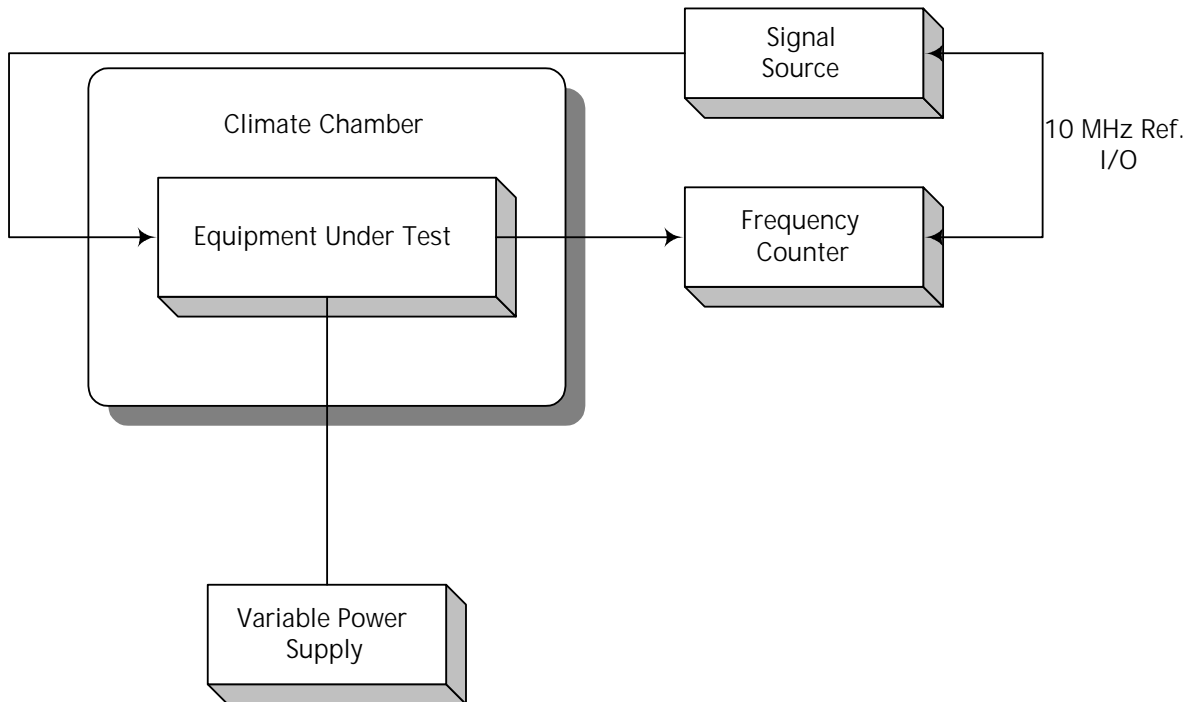 Signal
Source
Climate Chamber
10 MHz Ref.
I/O
Equipment Under Test
Frequency
Counter
Variable Power
Supply